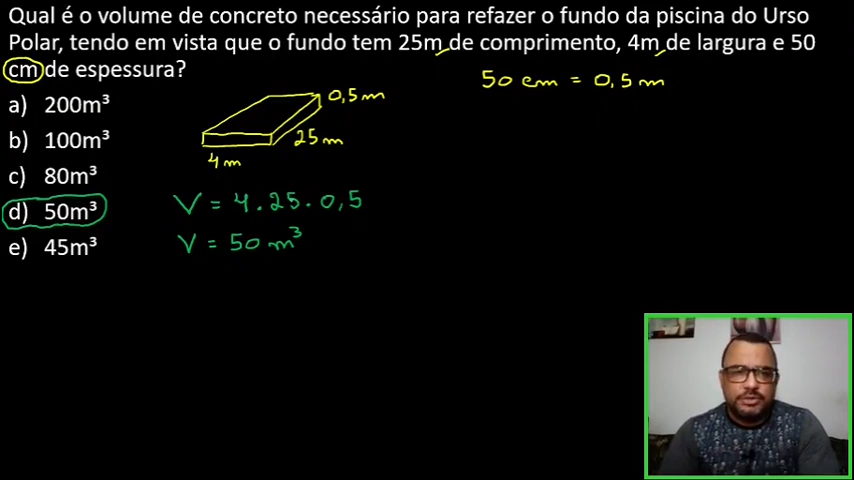 Qual é o volume de concreto necessário para refazer o fundo da piscina do Urso
Polar, tendo em vista que o fundo tem 25m de comprimento, 4m de largura e 50
cm de espessura?
50 cm = 0,5 m
a) 200m³
b) 100m³
c) 80m³
d) 50m³
e) 45m³
0,5 m
25 m
4 m
V = 4.25.0,5
V = 50 m³